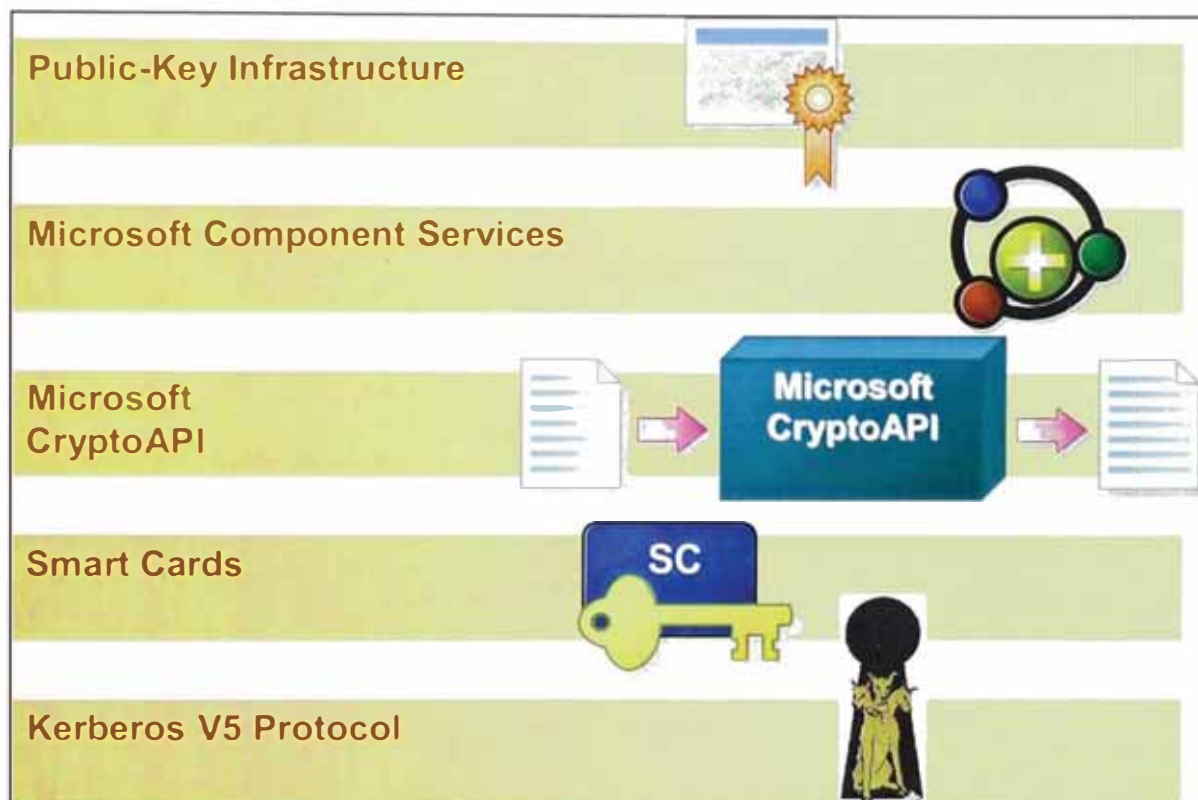 Public-Key Infrastructure
Microsoft Component Services
Microsoft
CryptoAPI
Microsoft
CryptoAPI
Smart Cards
SC
Kerberos V5 Protocol